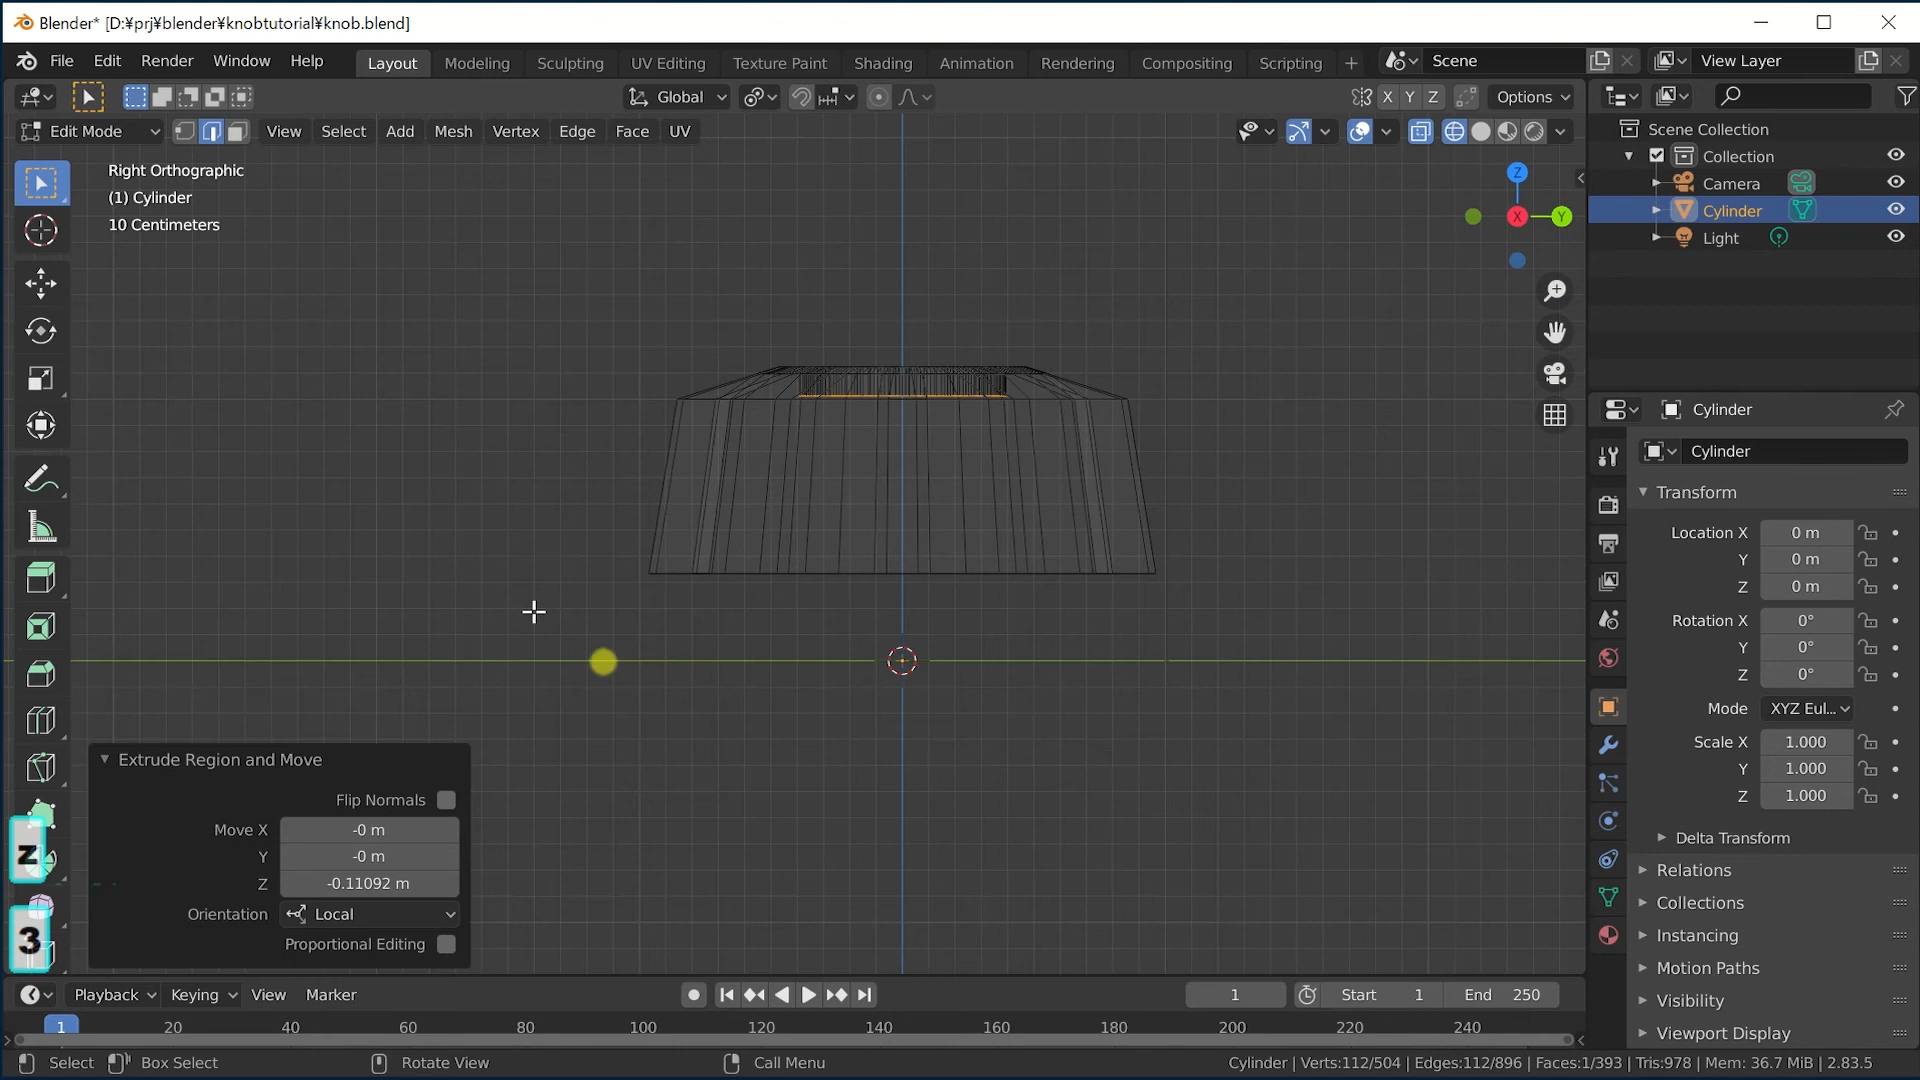 Blender* [D:¥prj¥blender¥knobtutorial¥knob.blend]
File Edit Render Window Help Layout Modeling Sculpting UV Editing Texture Paint Shading Animation Rendering Compositing Scripting + Scene View Layer
Global X Y Z Options
Edit Mode View Select Add Mesh Vertex Edge Face UV
Right Orthographic
(1) Cylinder
10 Centimeters
Z
X Y
Scene Collection
Collection
Camera
Cylinder
Light
Cylinder
Cylinder
Transform
Location X 0 m
Y 0 m
Z 0 m
Rotation X 0°
Y 0°
Z 0°
Mode XYZ Eul...
Scale X 1.000
Y 1.000
Z 1.000
Delta Transform
Relations
Collections
Instancing
Motion Paths
Visibility
Viewport Display
Extrude Region and Move
Flip Normals
Move X -0 m
Y -0 m
Z -0.11092 m
Orientation Local
Proportional Editing
z
3
Playback Keying View Marker 1 Start 1 End 250
1 20 40 60 80 100 120 140 160 180 200 220 240
Select Box Select Rotate View Call Menu Cylinder | Verts:112/504 | Edges:112/896 | Faces:1/393 | Tris:978 | Mem: 36.7 MiB | 2.83.5